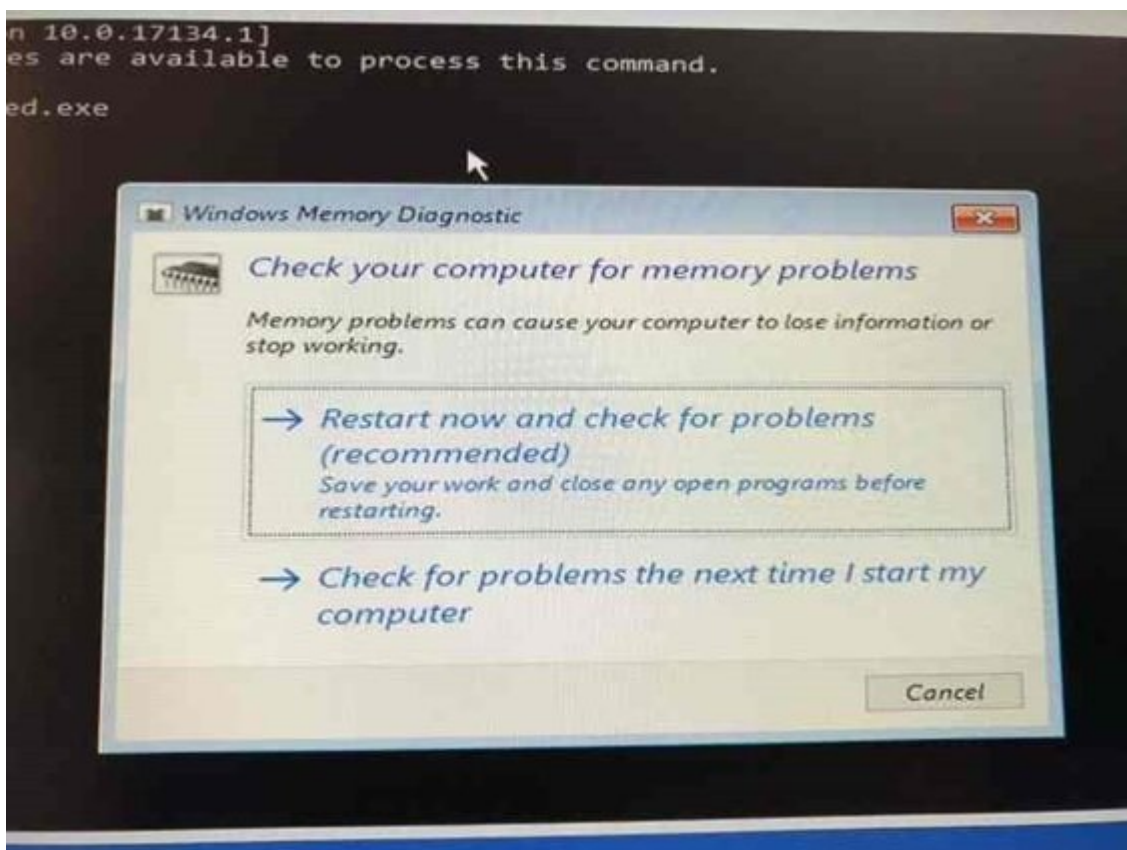 n 10.0.17134.1]
es are available to process this command.
ed.exe
Windows Memory Diagnostic
Check your computer for memory problems
Memory problems can cause your computer to lose information or
stop working.
Restart now and check for problems
(recommended)
Save your work and close any open programs before
restarting.
Check for problems the next time I start my
computer
Cancel